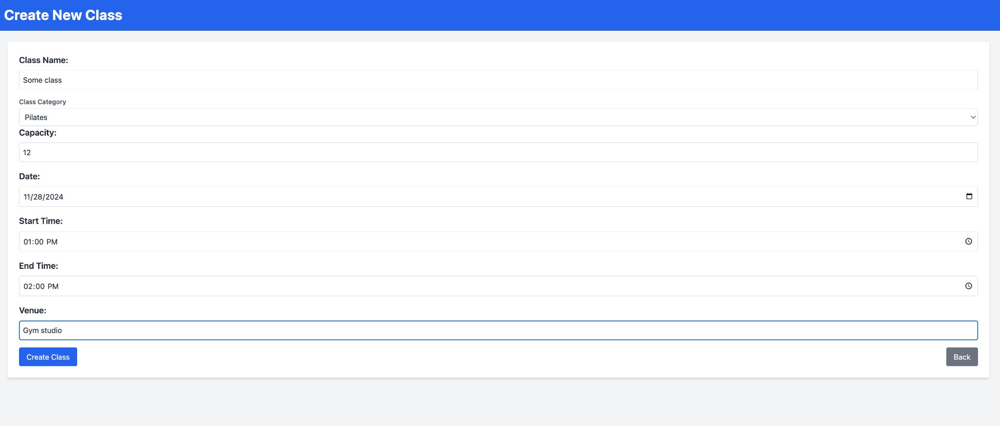 Create New Class
Class Name:
Some class
Class Category
Pilates
Capacity:
12
Date:
11/28/2024
Start Time:
01:00 PM
End Time:
02:00 PM
Venue:
Gym studio
Create Class
Back